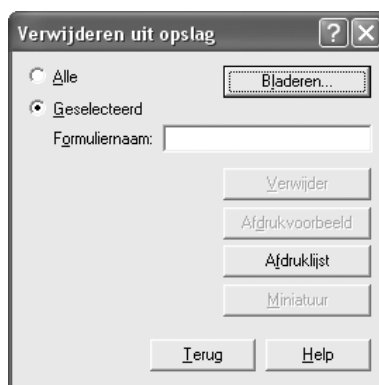 Verwijderen uit opslag
Alle
Bladeren...
Geselecteerd
Formuliernaam:
Verwijder
Afdrukvoorbeeld
Afdruklijst
Miniatuur
Terug
Help